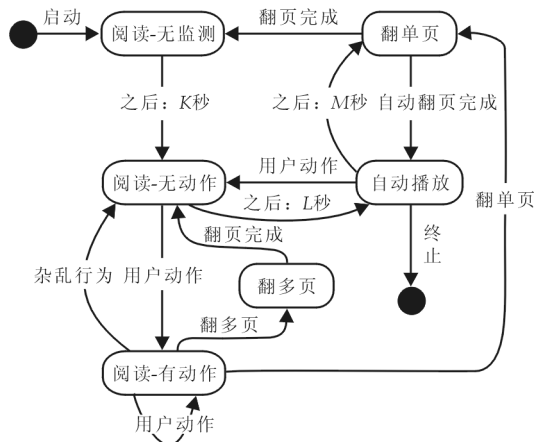 启动
阅读-无监测
翻页完成
翻单页
之后：K秒
之后：M秒
自动翻页完成
阅读-无动作
用户动作
自动播放
之后：L秒
翻单页
翻页完成
终
止
杂乱行为
用户动作
翻多页
翻多页
阅读-有动作
用户动作